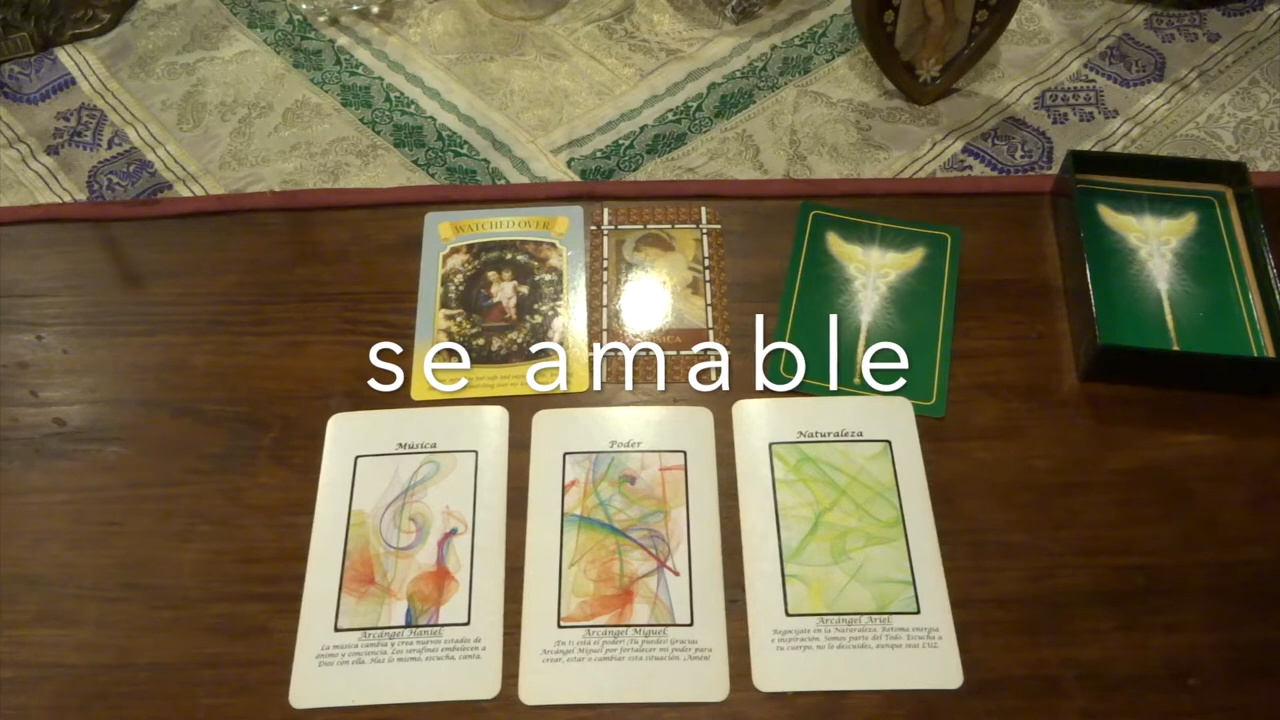 WATCHED OVER
se amable
Música
Arcángel Haniel:
La música cambia y crea nuevos estados de
ánimo y conciencia. Los serafines embelecen a
Dios con ella. Haz lo mismo, escucha, canta.
Poder
Arcángel Miguel:
¡Tu ti está el poder! ¡Tú puedes! Gracias
Arcángel Miguel por fortalecer mi poder para
crear, estar o cambiar esta situación. ¡Amén!
Naturaleza
Arcángel Ariel:
Regocíjate en la Naturaleza. Retoma energía
e inspiración. Somos parte del Todo. Escucha a
tu cuerpo, no lo descuides, aunque seas LUZ.